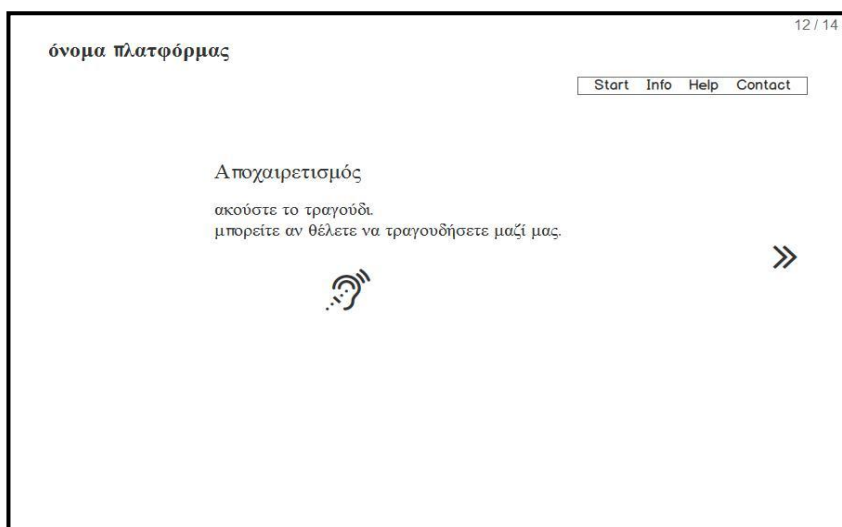 12 / 14
όνομα πλατφόρμας
Start Info Help Contact
Αποχαιρετισμός
ακούστε το τραγούδι.
μπορείτε αν θέλετε να τραγουδήσετε μαζί μας.